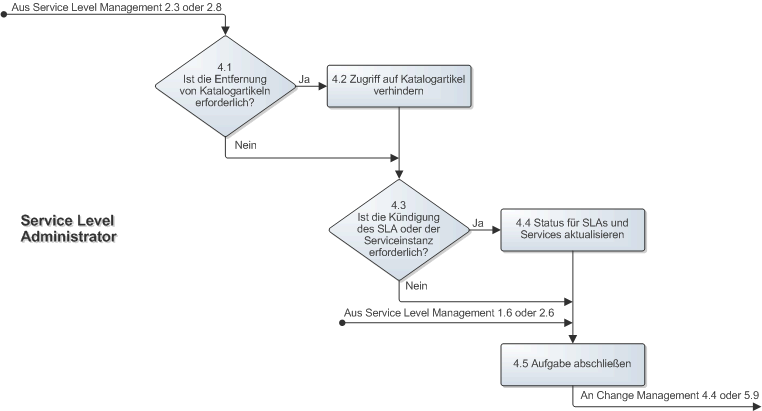 Aus Service Level Management 2.3 oder 2.8
4.1
Ist die Entfernung
von Katalogartikeln
erforderlich?
Ja
4.2 Zugriff auf Katalogartikel
verhindern
Nein
4.3
Ist die Kündigung
des SLA oder der
Serviceinstanz
erforderlich?
Ja
4.4 Status für SLAs und
Services aktualisieren
Service Level
Administrator
Nein
Aus Service Level Management 1.6 oder 2.6
4.5 Aufgabe abschließen
An Change Management 4.4 oder 5.9